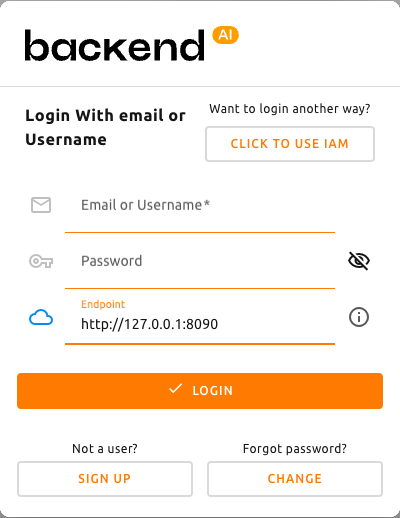 backend AI
Login With email or
Username
Want to login another way?
CLICK TO USE IAM
Email or Username*
Password
Endpoint
http://127.0.0.1:8090
LOGIN
Not a user?
SIGN UP
Forgot password?
CHANGE